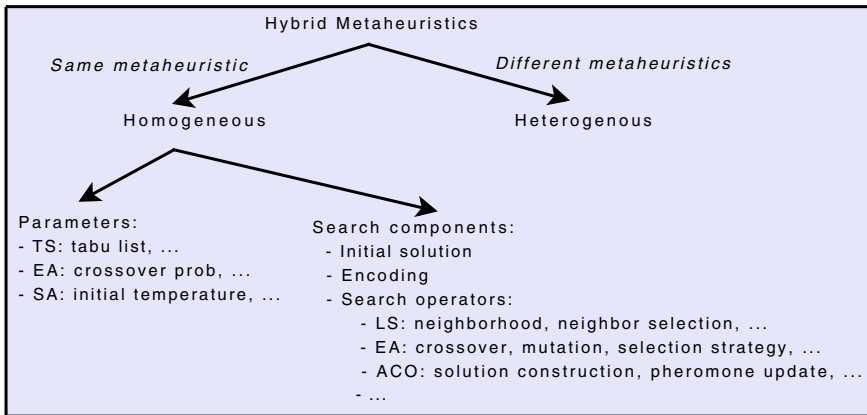 Hybrid Metaheuristics
Same metaheuristic
Different metaheuristics
Homogeneous
Heterogenous
Parameters:
- TS: tabu list, ...
- EA: crossover prob, ...
- SA: initial temperature, ...
Search components:
- Initial solution
- Encoding
- Search operators:
- LS: neighborhood, neighbor selection, ...
- EA: crossover, mutation, selection strategy, ...
- ACO: solution construction, pheromone update, ...
- ...